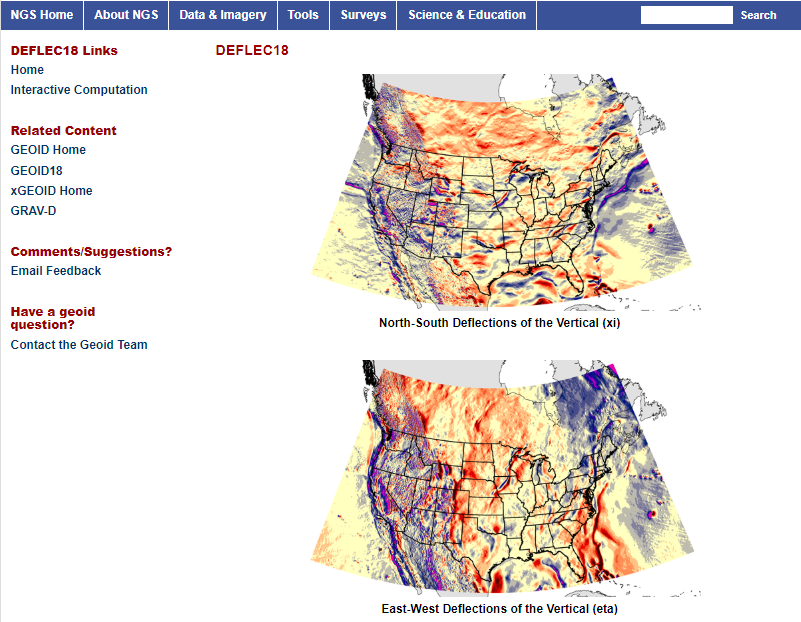 NGS Home
About NGS
Data & Imagery
Tools
Surveys
Science & Education
Search
DEFLEC18 Links
Home
Interactive Computation
Related Content
GEOID Home
GEOID18
xGEOID Home
GRAV-D
Comments/Suggestions?
Email Feedback
Have a geoid
question?
Contact the Geoid Team
DEFLEC18
North-South Deflections of the Vertical (xi)
East-West Deflections of the Vertical (eta)